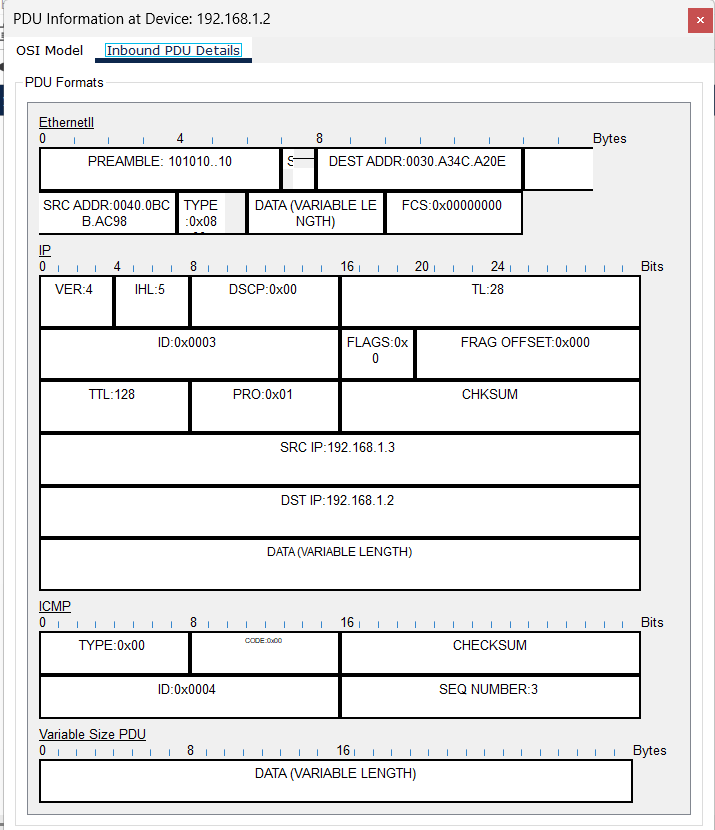 PDU Information at Device: 192.168.1.2
OSI Model Inbound PDU Details
PDU Formats
EthernetII
0 4 8 Bytes
PREAMBLE: 101010..10 DEST ADDR:0030.A34C.A20E
SRC ADDR:0040.0BC TYPE DATA (VARIABLE LE FCS:0x00000000
B.AC98 :0x08 NGTH)
IP
0 4 8 16 20 24 Bits
VER:4 IHL:5 DSCP:0x00 TL:28
ID:0x0003 FLAGS:0x FRAG OFFSET:0x000
0
TTL:128 PRO:0x01 CHKSUM
SRC IP:192.168.1.3
DST IP:192.168.1.2
DATA (VARIABLE LENGTH)
ICMP
0 8 16 Bits
TYPE:0x00 CODE:0x00 CHECKSUM
ID:0x0004 SEQ NUMBER:3
Variable Size PDU
0 8 16 Bytes
DATA (VARIABLE LENGTH)